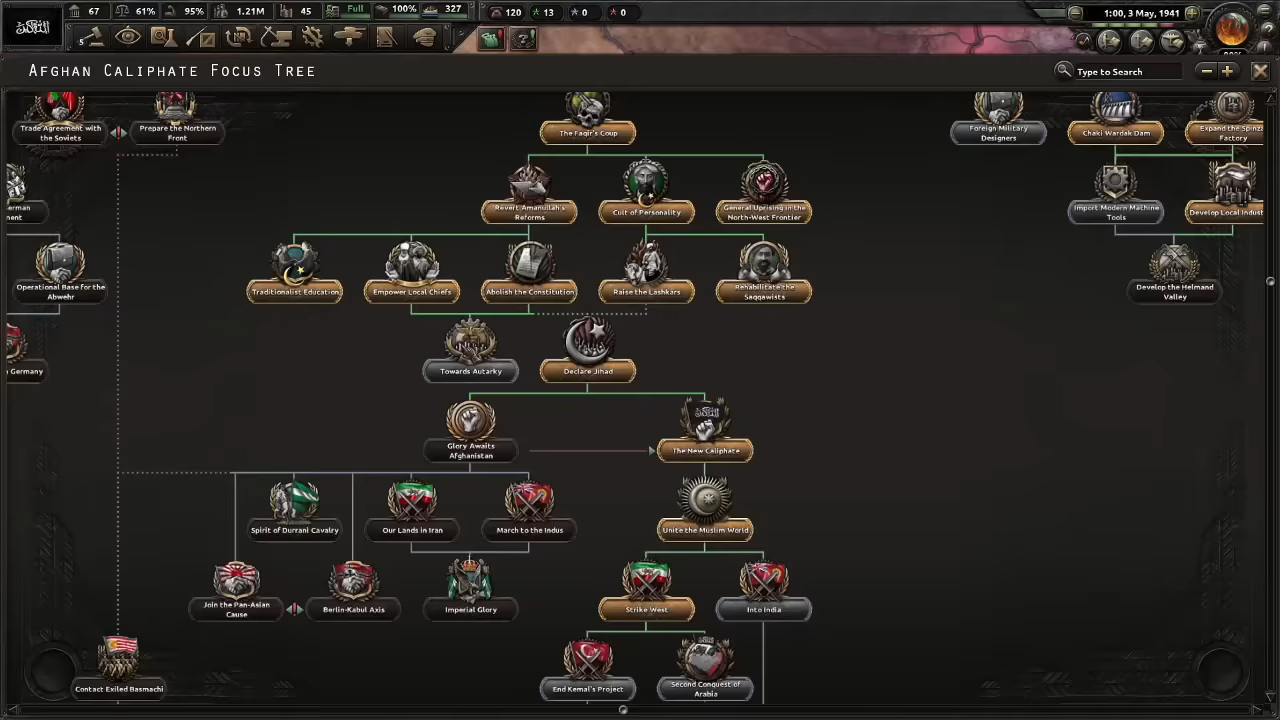 67
61%
95%
1.21M
45
Full
100%
327
120
13
0
0
1:00, 3 May, 1941
5
Afghan Caliphate Focus Tree
Type to Search
Trade Agreement with
the Soviets
Prepare the Northern
Front
The Faqir's Coup
Foreign Military
Designers
Chaki Wardak Dam
Expand the Spinza
Factory
Revert Amanullah's
Reforms
Cult of Personality
General Uprising in the
North-West Frontier
Import Modern Machine
Tools
Develop Local Indust
Operational Base for the
Abwehr
Traditionalist Education
Empower Local Chiefs
Abolish the Constitution
Raise the Lashkars
Rehabilitate the
Saqqawists
Develop the Helmand
Valley
Germany
Towards Autarky
Declare Jihad
Glory Awaits
Afghanistan
The New Caliphate
Spirit of Durrani Cavalry
Our Lands in Iran
March to the Indus
Unite the Muslim World
Join the Pan-Asian
Cause
Berlin-Kabul Axis
Imperial Glory
Strike West
Into India
Contact Exiled Basmachi
End Kemal's Project
Second Conquest of
Arabia